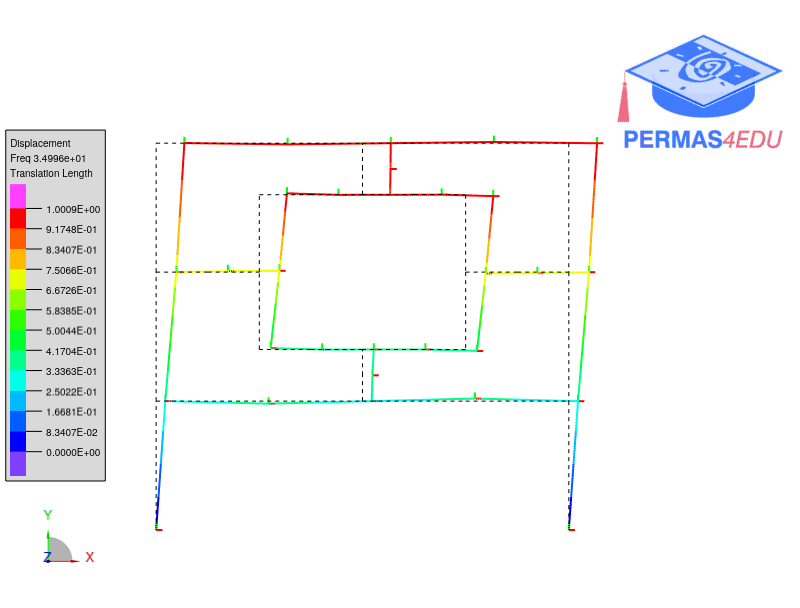 PERMAS4EDU
Displacement
Freq 3.4996e+01
Translation Length
1.0009E+00
9.1748E-01
8.3407E-01
7.5066E-01
6.6726E-01
5.8385E-01
5.0044E-01
4.1704E-01
3.3363E-01
2.5022E-01
1.6681E-01
8.3407E-02
0.0000E+00
Y
Z
X